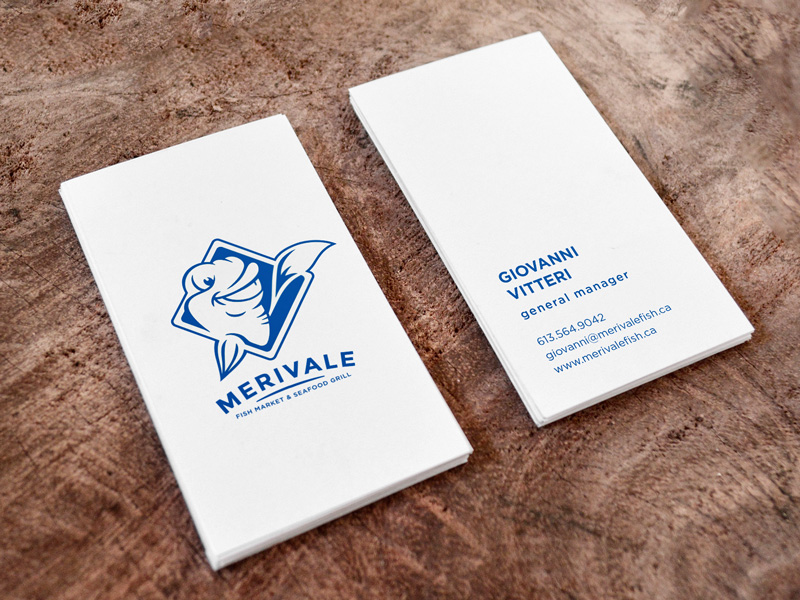 MERIVALE
FISH MARKET & SEAFOOD GRILL
GIOVANNI
VITTERI
general manager
613.564.9042
giovanni@merivalefish.ca
www.merivalefish.ca